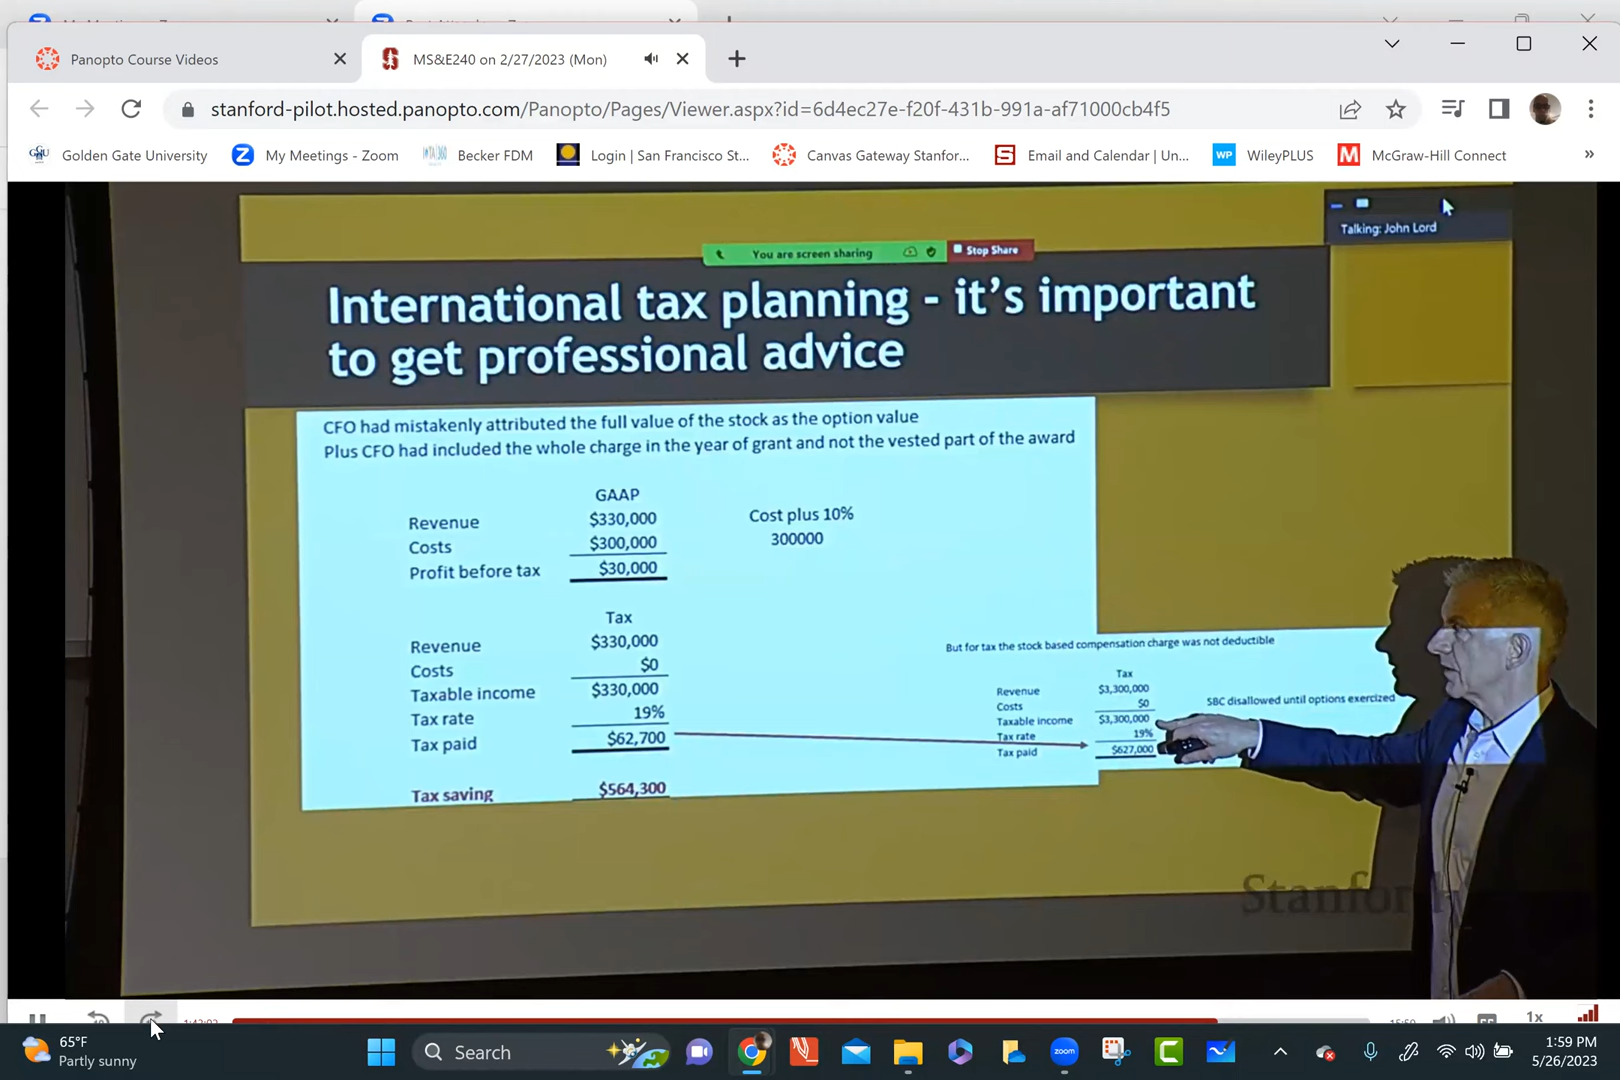 Panopto Course Videos
MS&E240 on 2/27/2023 (Mon)
stanford-pilot.hosted.panopto.com/Panopto/Pages/Viewer.aspx?id=6d4ec27e-f20f-431b-991a-af71000cb4f5
Golden Gate University
My Meetings - Zoom
Becker FDM
Login | San Francisco St...
Canvas Gateway Stanfor...
S
Email and Calendar | Un...
WP
WileyPLUS
M
McGraw-Hill Connect
Talking: John Lord
You are screen sharing
Stop Share
International tax planning - it's important
to get professional advice
CFO had mistakenly attributed the full value of the stock as the option value
Plus CFO had included the whole charge in the year of grant and not the vested part of the award
GAAP
Revenue $330,000
Costs $300,000
Profit before tax $30,000
Cost plus 10%
300000
Tax
Revenue $330,000
Costs $0
Taxable income $330,000
Tax rate 19%
Tax paid $62,700
Tax saving $564,300
But for tax the stock based compensation charge was not deductible
Tax
Revenue $3,300,000
Costs $0
Taxable income $3,300,000
Tax rate 19%
Tax paid $627,000
SBC disallowed until options exercized
Stanfor
1x
65°F
Partly sunny
Search
zoom
1:59 PM
5/26/2023